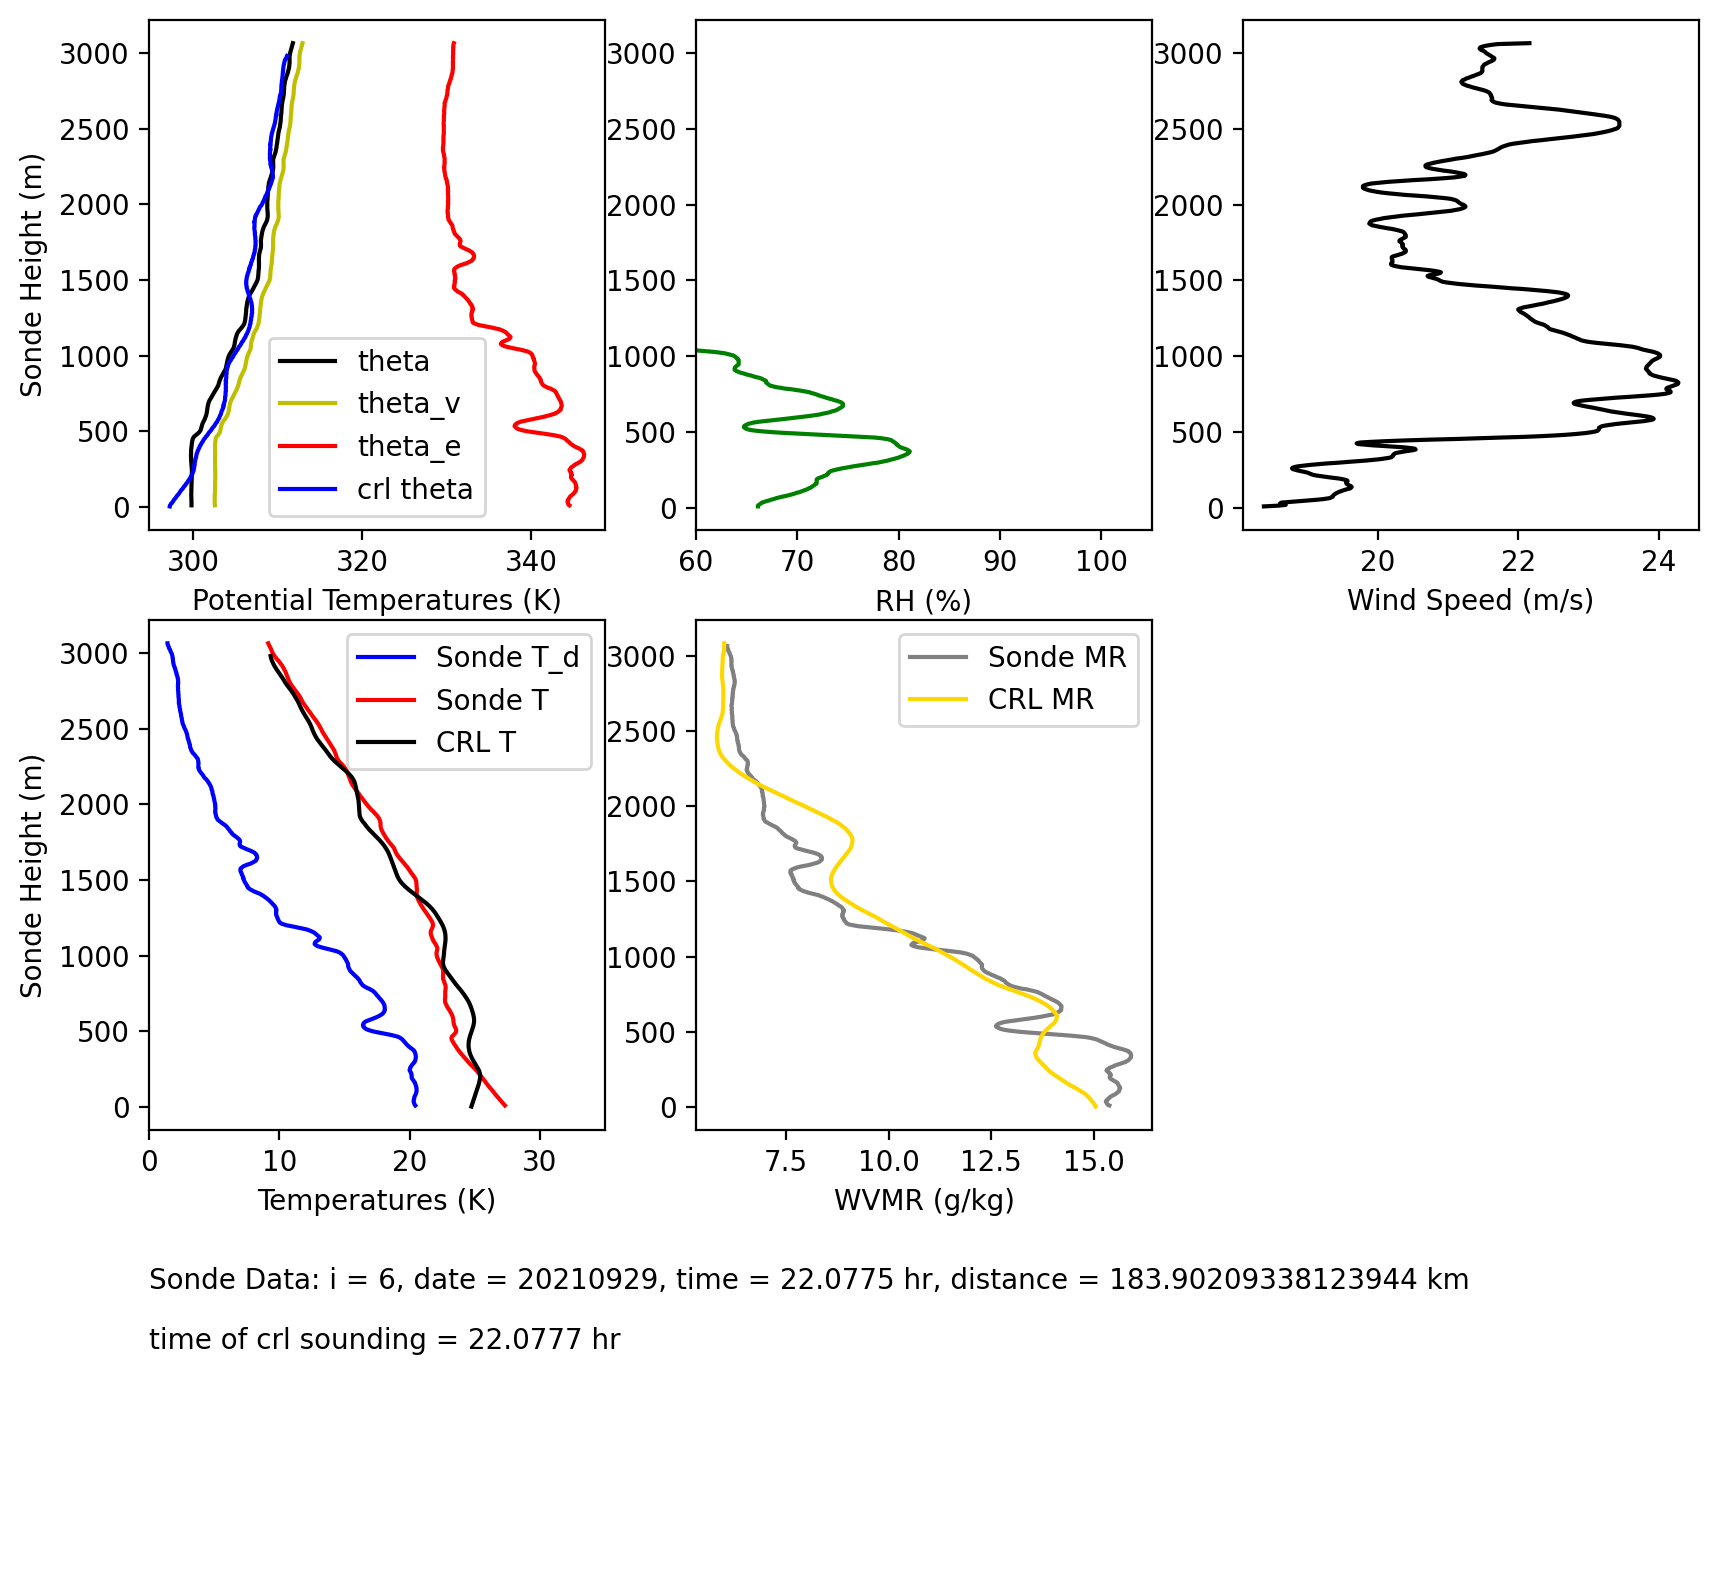 3000
2500
2000
1500
1000
500
0
Sonde Height (m)
300 320 340
Potential Temperatures (K)
theta
theta_v
theta_e
crl theta
3000
2500
2000
1500
1000
500
0
60 70 80 90 100
RH (%)
3000
2500
2000
1500
1000
500
0
20 22 24
Wind Speed (m/s)
3000
2500
2000
1500
1000
500
0
Sonde Height (m)
0 10 20 30
Temperatures (K)
Sonde T_d
Sonde T
CRL T
3000
2500
2000
1500
1000
500
0
7.5 10.0 12.5 15.0
WVMR (g/kg)
Sonde MR
CRL MR
Sonde Data: i = 6, date = 20210929, time = 22.0775 hr, distance = 183.90209338123944 km
time of crl sounding = 22.0777 hr